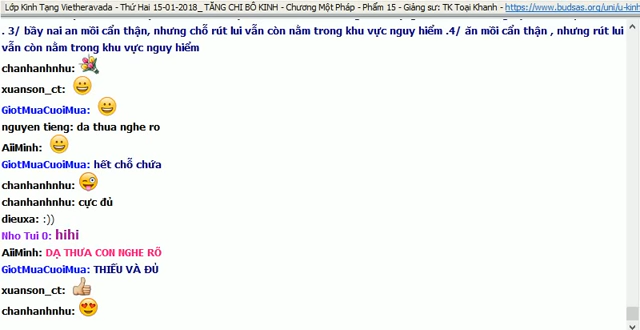 Lớp Kinh Tạng Vietheravada - Thứ Hai 15-01-2018_ TĂNG CHI BỘ KINH - Chương Một Pháp - Phẩm 15 - Giảng sư: TK Toại Khanh - https://www.budsas.org/uni/u-kinh
. 3/ bầy nai an mồi cẩn thận, nhưng chỗ rút lui vẫn còn nằm trong khu vực nguy hiểm .4/ ăn mồi cẩn thận , nhưng rút lui
vẫn còn nằm trong khu vực nguy hiểm
chanhanhnhu:
xuanson_ct:
GiotMuaCuoiMua:
nguyen tieng: da thua nghe ro
AiiMinh:
GiotMuaCuoiMua: hết chỗ chứa
chanhanhnhu:
chanhanhnhu: cực đủ
dieuxa: :))
Nho Tui 0: hihi
AiiMinh: DẠ THƯA CON NGHE RÕ
GiotMuaCuoiMua: THIẾU VÀ ĐỦ
xuanson_ct:
chanhanhnhu: